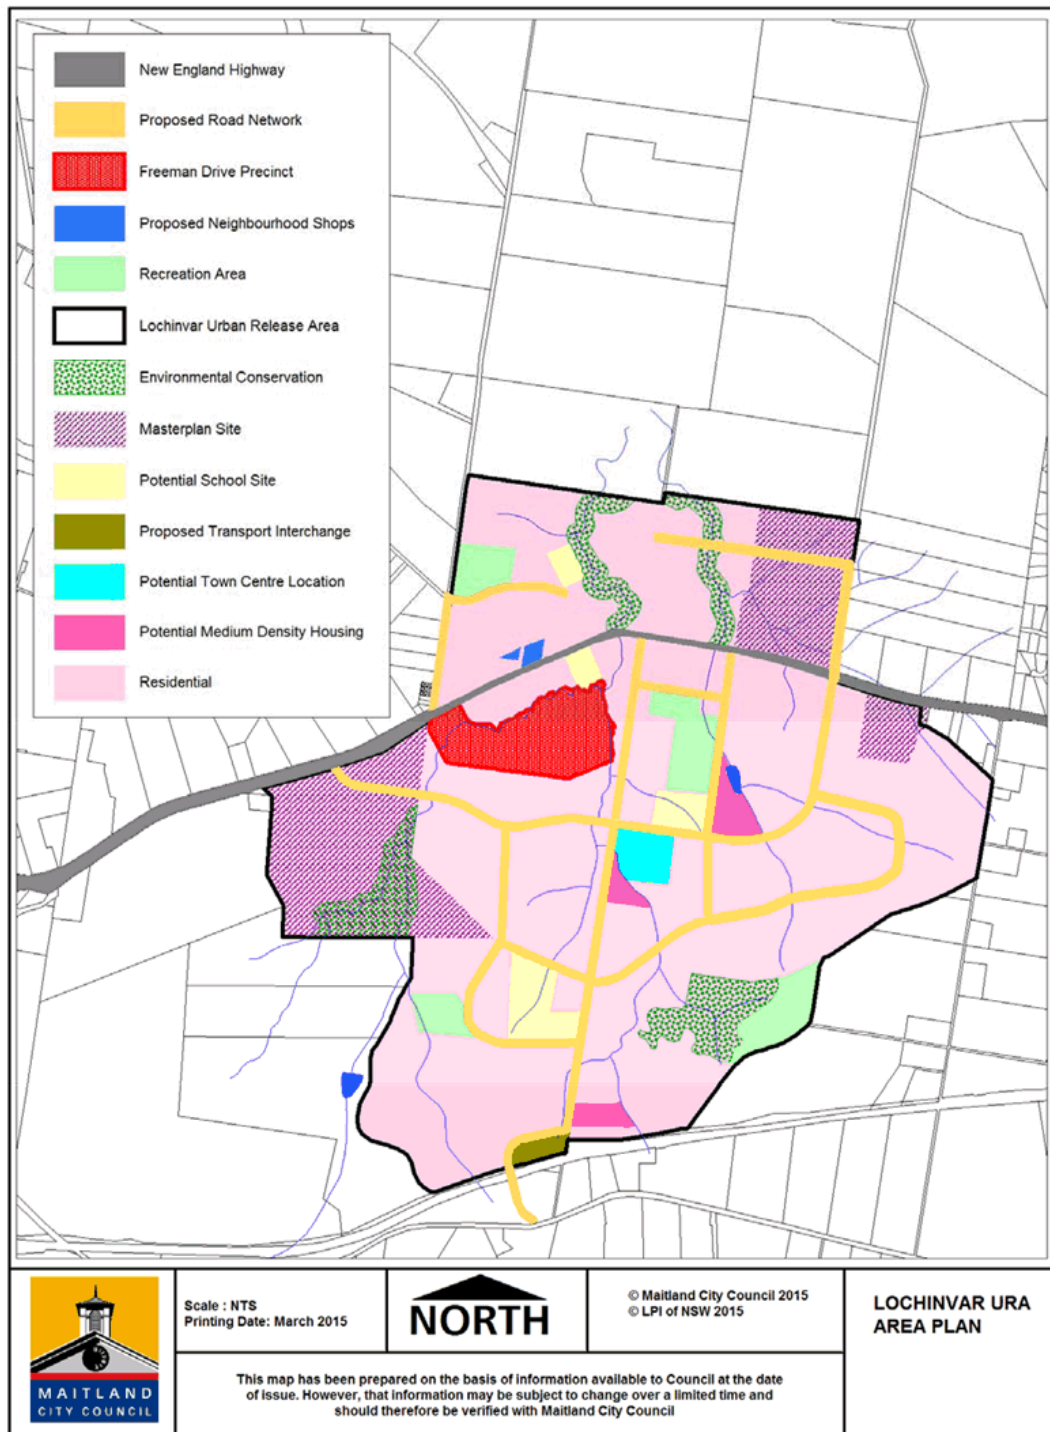 New England Highway
Proposed Road Network
Freeman Drive Precinct
Proposed Neighbourhood Shops
Recreation Area
Lochinvar Urban Release Area
Environmental Conservation
Masterplan Site
Potential School Site
Proposed Transport Interchange
Potential Town Centre Location
Potential Medium Density Housing
Residential
MAITLAND
CITY COUNCIL
Scale : NTS
Printing Date: March 2015
NORTH
© Maitland City Council 2015
© LPI of NSW 2015
This map has been prepared on the basis of information available to Council at the date
of issue. However, that information may be subject to change over a limited time and
should therefore be verified with Maitland City Council
LOCHINVAR URA
AREA PLAN